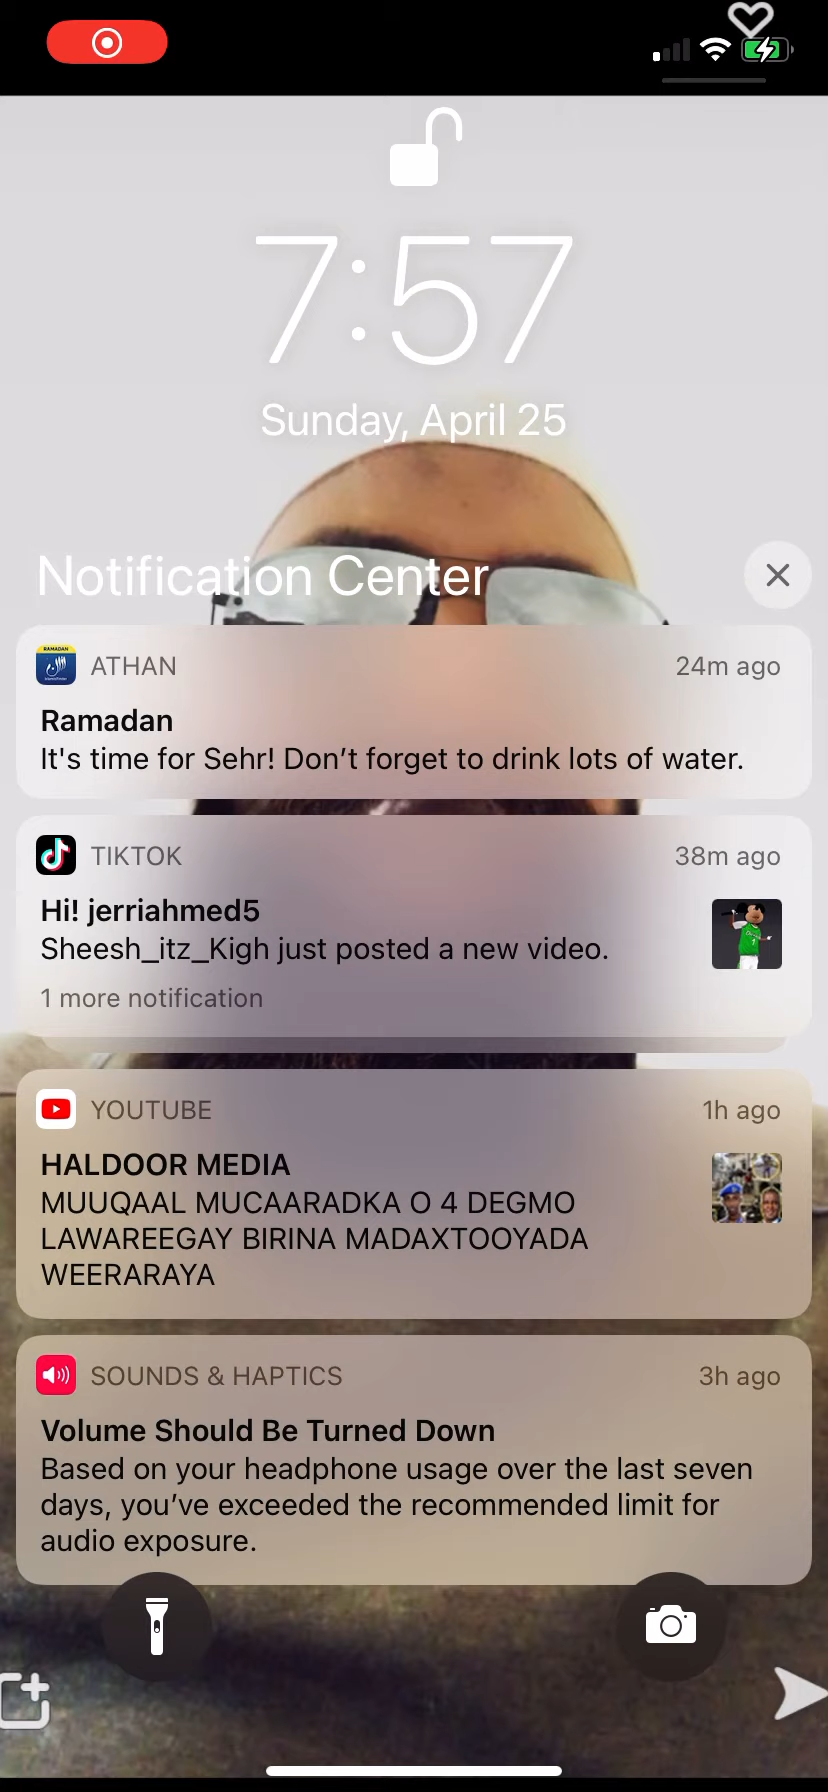 7:57
Sunday, April 25
Notification Center
ATHAN
24m ago
Ramadan
It's time for Sehr! Don’t forget to drink lots of water.
TIKTOK
38m ago
Hi! jerriahmed5
Sheesh_itz_Kigh just posted a new video.
1 more notification
YOUTUBE
1h ago
HALDOOR MEDIA
MUUQAAL MUCAARADKA O 4 DEGMO
LAWAREEGAY BIRINA MADAXTOOYADA
WEERARAYA
SOUNDS & HAPTICS
3h ago
Volume Should Be Turned Down
Based on your headphone usage over the last seven
days, you’ve exceeded the recommended limit for
audio exposure.